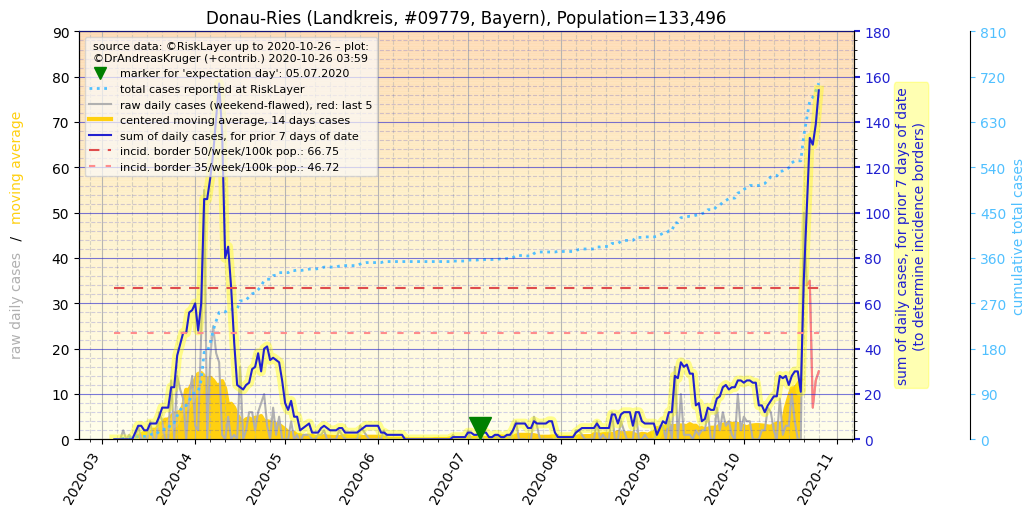 Donau-Ries (Landkreis, #09779, Bayern), Population=133,496
source data: ©RiskLayer up to 2020-10-26 – plot:
©DrAndreasKruger (+contrib.) 2020-10-26 03:59
marker for 'expectation day': 05.07.2020
total cases reported at RiskLayer
raw daily cases (weekend-flawed), red: last 5
centered moving average, 14 days cases
sum of daily cases, for prior 7 days of date
incid. border 50/week/100k pop.: 66.75
incid. border 35/week/100k pop.: 46.72
raw daily cases / moving average
90
80
70
60
50
40
30
20
10
0
180
160
140
120
100
80
60
40
20
0
sum of daily cases, for prior 7 days of date
(to determine incidence borders)
810
720
630
540
450
360
270
180
90
0
cumulative total cases
2020-03
2020-04
2020-05
2020-06
2020-07
2020-08
2020-09
2020-10
2020-11